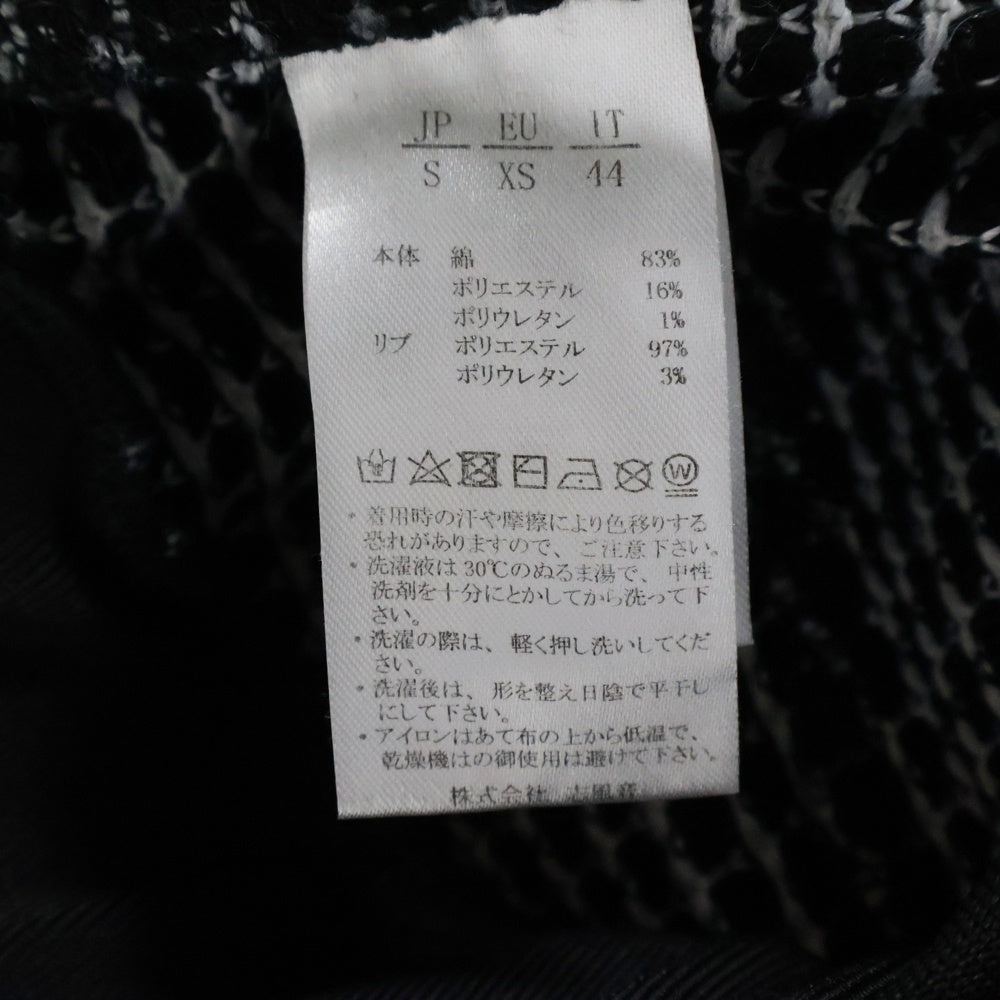 JP EU IT
S XS 44
本体 綿 83%
ポリエステル 16%
ポリウレタン 1%
リブ ポリエステル 97%
ポリウレタン 3%
W
・着用時の汗や摩擦により色移りする
恐れがありますので、ご注意下さい。
・洗濯液は30℃のぬるま湯で、中性
洗剤を十分にとかしてから洗って下
さい。
・洗濯の際は、軽く押し洗いしてくだ
さい。
・洗濯後は、形を整え日陰で平干し
にして下さい。
・アイロンはあて布の上から低温で、
乾燥機はの御使用は避けて下さい。
株式会社